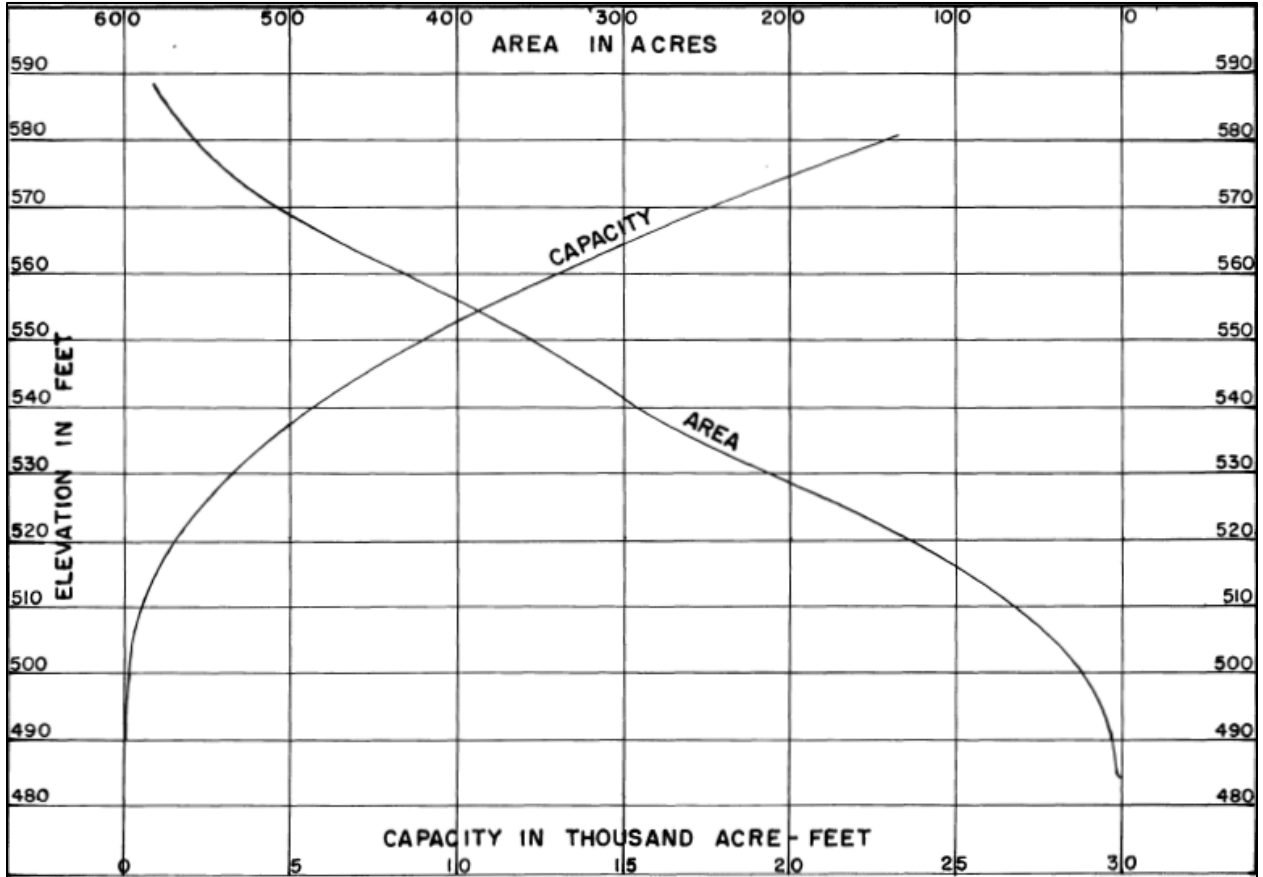 600 500 400 300 200 100 0
AREA IN ACRES
590 590
580 580
570 570
CAPACITY
560 560
550 550
540 540
AREA
530 530
520 520
510 510
500 500
490 490
480 480
ELEVATION IN FEET
CAPACITY IN THOUSAND ACRE-FEET
0 5 10 15 20 25 30